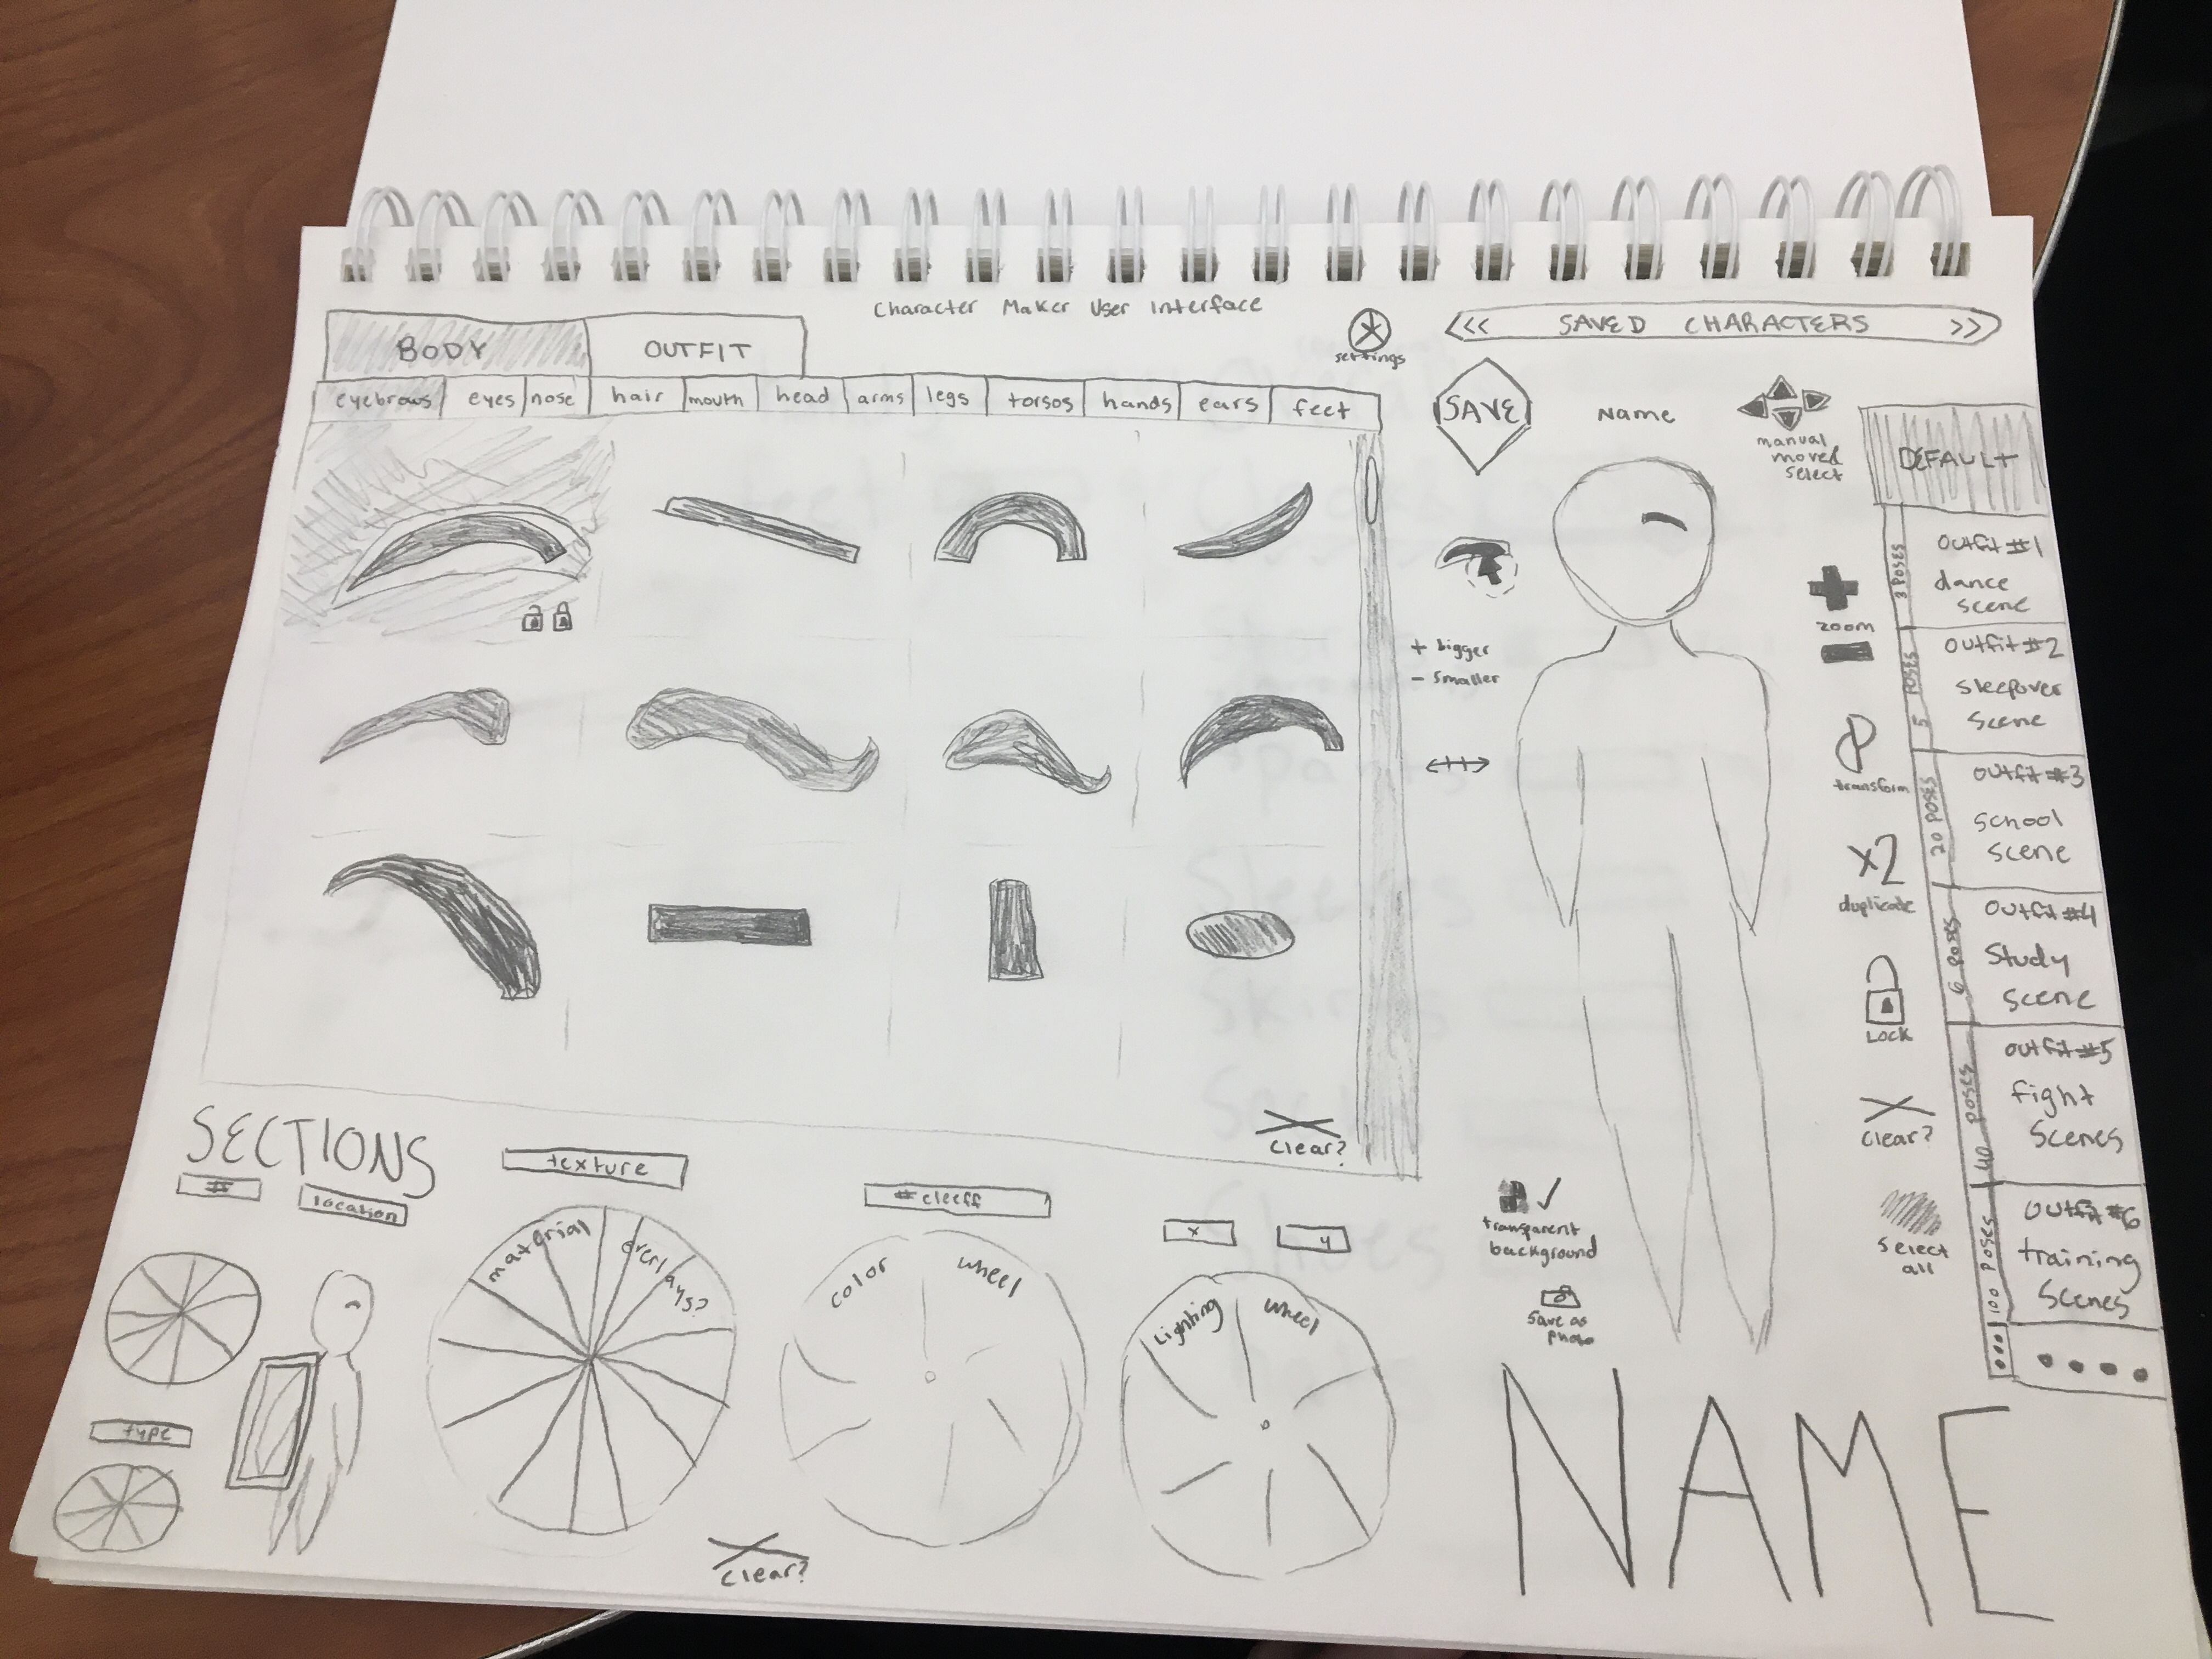 Character Maker User Interface
BODY
OUTFIT
settings
<< SAVED CHARACTERS >>
eyebrows eyes nose hair mouth head arms legs torsos hands ears feet
SAVE
Name
manual
moved
select
DEFAULT
+ bigger
- smaller
zoom
transform
x2
duplicate
Lock
clear?
select
all
3 POSES
outfit #1
dance
scene
5 POSES
outfit #2
sleepover
scene
20 POSES
outfit #3
school
scene
6 poses
outfit #4
Study
scene
40 poses
outfit #5
fight
Scenes
100 POSES
outfit #6
training
Scenes
clear?
transparent
background
Save as
photo
SECTIONS
#
location
texture
x
y
material overlays?
color wheel
Lighting wheel
type
clear?
NAME